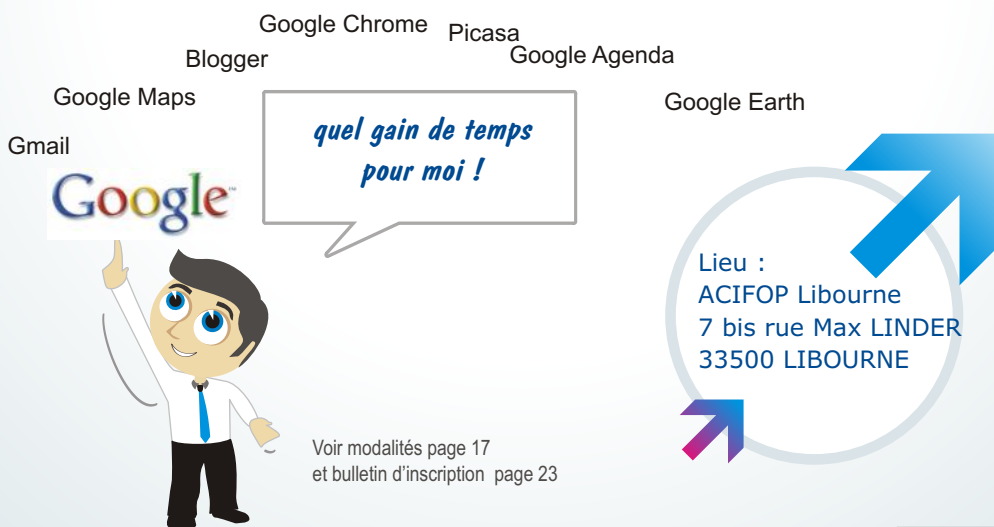 Google Chrome
Picasa
Blogger
Google Agenda
Google Maps
Google Earth
Gmail
Google™
quel gain de temps
pour moi !
Lieu :
ACIFOP Libourne
7 bis rue Max LINDER
33500 LIBOURNE
Voir modalités page 17
et bulletin d’inscription page 23